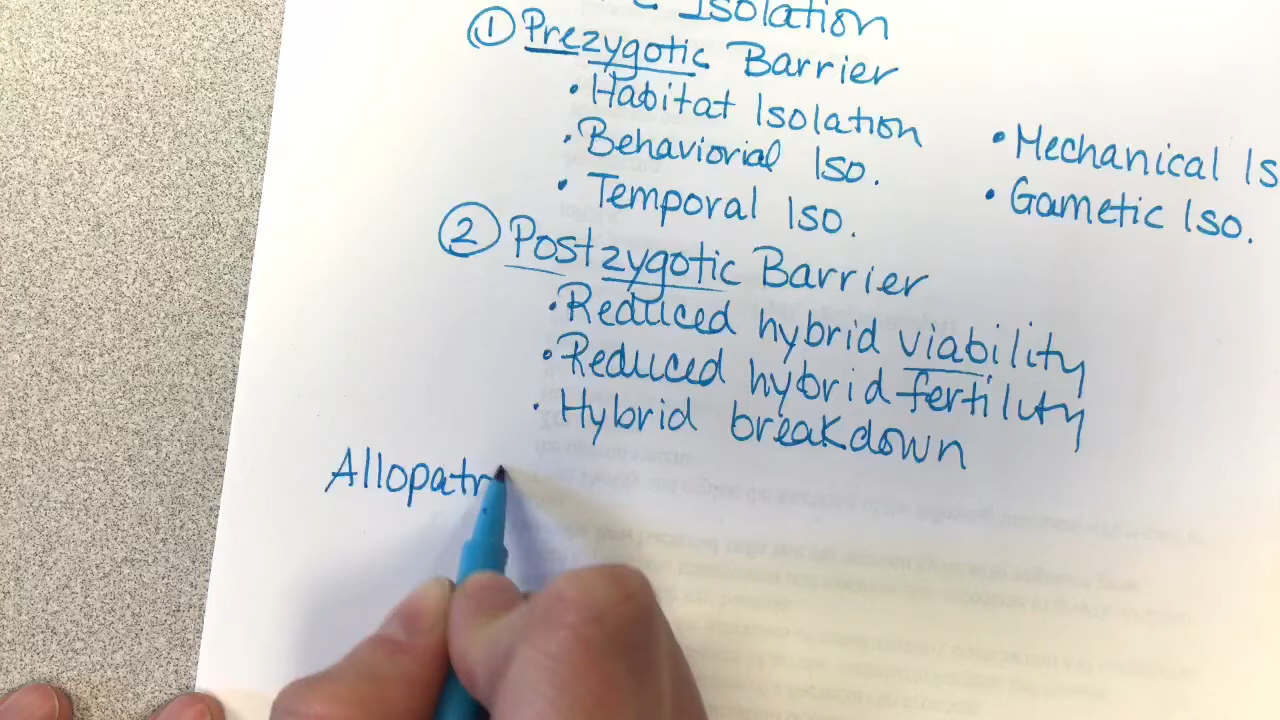 Isolation
① Prezygotic Barrier
• Habitat Isolation
• Behaviorial Iso.
• Temporal Iso.
• Mechanical Is
• Gametic Iso.
② Postzygotic Barrier
• Reduced hybrid viability
• Reduced hybrid fertility
• Hybrid breakdown
Allopatr